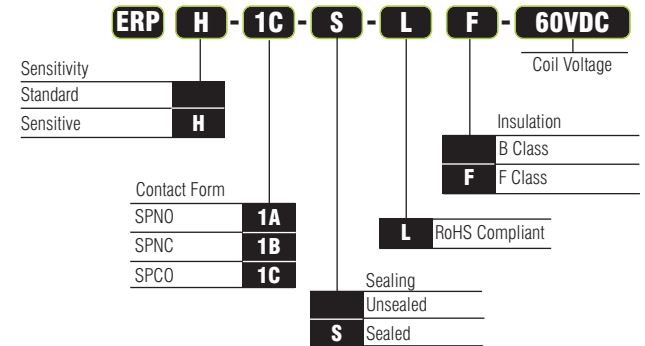 ERP H - 1C - S - L F - 60VDC
Coil Voltage
Sensitivity
Standard
Sensitive H
Insulation
B Class
F F Class
Contact Form
SPNO 1A
SPNC 1B
SPCO 1C
L RoHS Compliant
Sealing
Unsealed
S Sealed